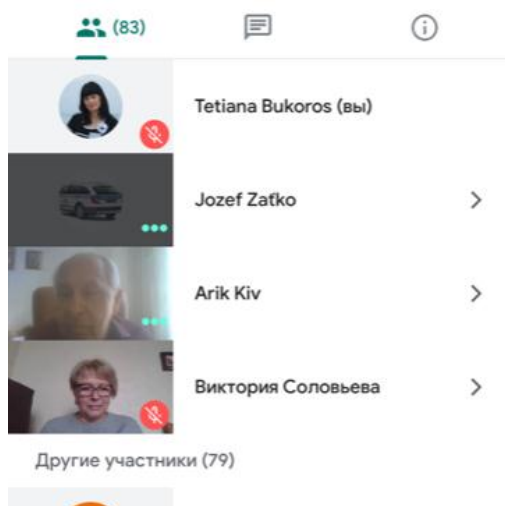 (83)
Tetiana Bukoros (вы)
Jozef Zaťko
Arik Kiv
Виктория Соловьева
Другие участники (79)